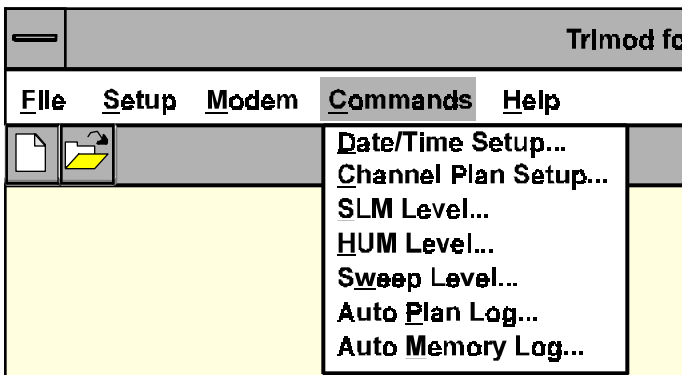 Trimod fo
File Setup Modem Commands Help
Date/Time Setup...
Channel Plan Setup...
SLM Level...
HUM Level...
Sweep Level...
Auto Plan Log...
Auto Memory Log...